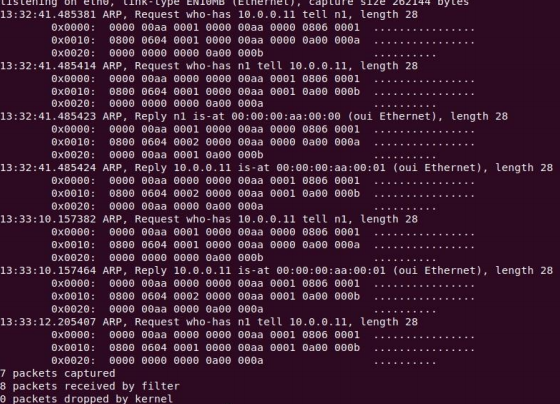 listening on eth0, link-type EN10MB (Ethernet), capture size 262144 bytes
13:32:41.485381 ARP, Request who-has 10.0.0.11 tell n1, length 28
0x0000: 0000 00aa 0001 0000 00aa 0000 0806 0001 ................
0x0010: 0800 0604 0001 0000 00aa 0000 0a00 000a ................
0x0020: 0000 0000 0000 0a00 000b ..........
13:32:41.485414 ARP, Request who-has n1 tell 10.0.0.11, length 28
0x0000: 0000 00aa 0000 0000 00aa 0001 0806 0001 ................
0x0010: 0800 0604 0001 0000 00aa 0001 0a00 000b ................
0x0020: 0000 0000 0000 0a00 000a ..........
13:32:41.485423 ARP, Reply n1 is-at 00:00:00:aa:00:00 (oui Ethernet), length 28
0x0000: 0000 00aa 0001 0000 00aa 0000 0806 0001 ................
0x0010: 0800 0604 0002 0000 00aa 0000 0a00 000a ................
0x0020: 0000 00aa 0001 0a00 000b ..........
13:32:41.485424 ARP, Reply 10.0.0.11 is-at 00:00:00:aa:00:01 (oui Ethernet), length 28
0x0000: 0000 00aa 0000 0000 00aa 0001 0806 0001 ................
0x0010: 0800 0604 0002 0000 00aa 0001 0a00 000b ................
0x0020: 0000 00aa 0000 0a00 000a ..........
13:33:10.157382 ARP, Request who-has 10.0.0.11 tell n1, length 28
0x0000: 0000 00aa 0001 0000 00aa 0000 0806 0001 ................
0x0010: 0800 0604 0001 0000 00aa 0000 0a00 000a ................
0x0020: 0000 0000 0000 0a00 000b ..........
13:33:10.157464 ARP, Reply 10.0.0.11 is-at 00:00:00:aa:00:01 (oui Ethernet), length 28
0x0000: 0000 00aa 0000 0000 00aa 0001 0806 0001 ................
0x0010: 0800 0604 0002 0000 00aa 0001 0a00 000b ................
0x0020: 0000 00aa 0000 0a00 000a ..........
13:33:12.205407 ARP, Request who-has n1 tell 10.0.0.11, length 28
0x0000: 0000 00aa 0000 0000 00aa 0001 0806 0001 ................
0x0010: 0800 0604 0001 0000 00aa 0001 0a00 000b ................
0x0020: 0000 0000 0000 0a00 000a ..........
7 packets captured
8 packets received by filter
0 packets dropped by kernel